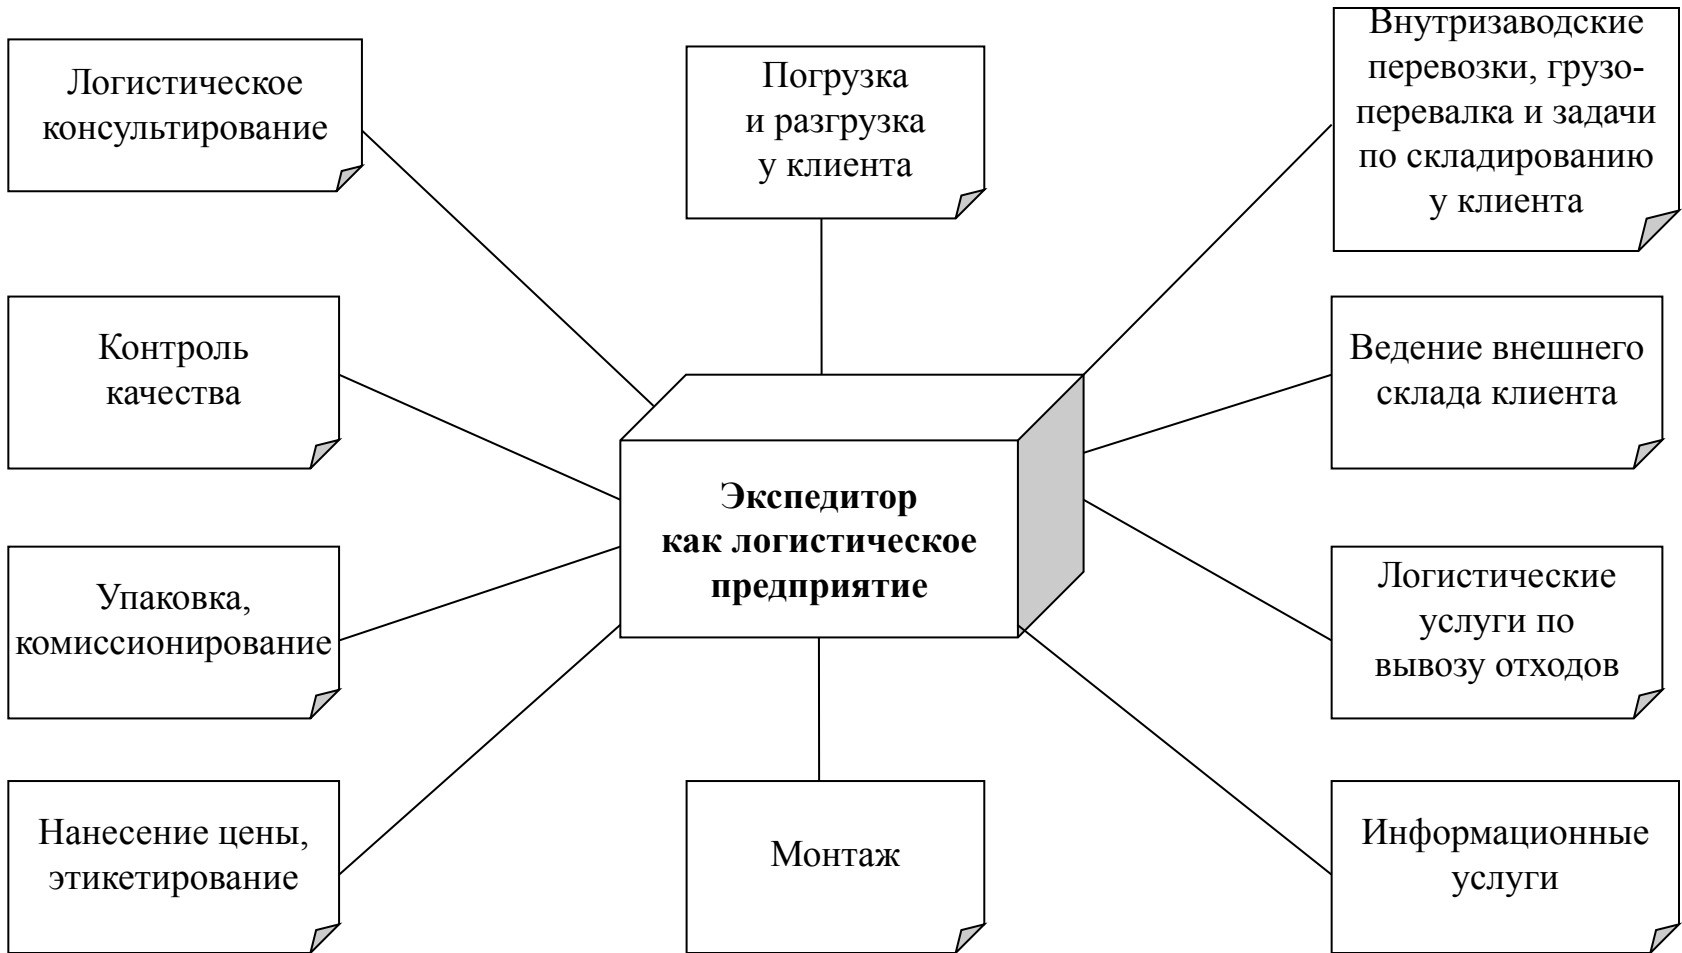 Логистическое
консультирование
Погрузка
и разгрузка
у клиента
Внутризаводские
перевозки, грузо-
перевалка и задачи
по складированию
у клиента
Контроль
качества
Ведение внешнего
склада клиента
Экспедитор
как логистическое
предприятие
Упаковка,
комиссионирование
Логистические
услуги по
вывозу отходов
Нанесение цены,
этикетирование
Монтаж
Информационные
услуги